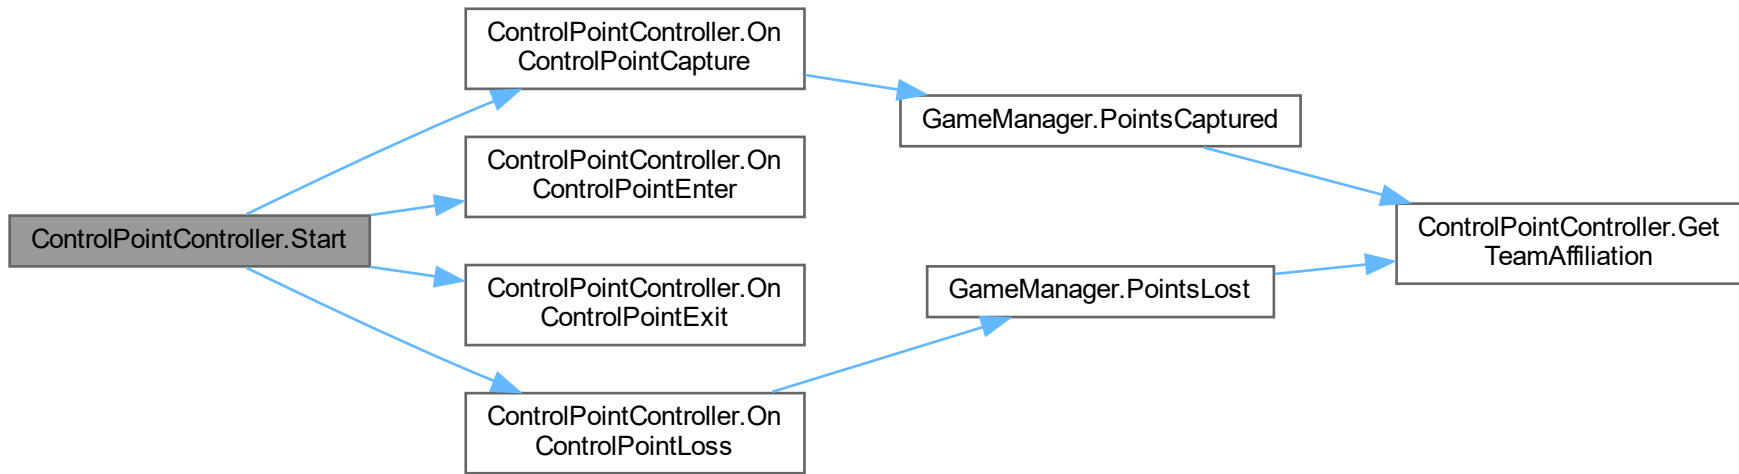 ControlPointController.Start
ControlPointController.On
ControlPointCapture
ControlPointController.On
ControlPointEnter
ControlPointController.On
ControlPointExit
ControlPointController.On
ControlPointLoss
GameManager.PointsCaptured
GameManager.PointsLost
ControlPointController.Get
TeamAffiliation